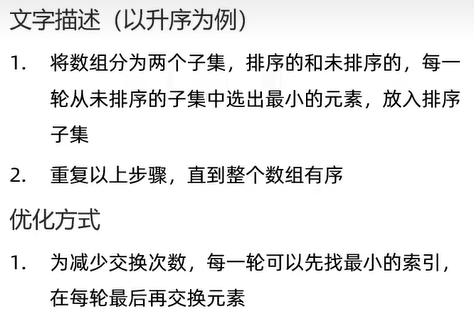 文字描述（以升序为例）
1. 将数组分为两个子集，排序的和未排序的，每一
轮从未排序的子集中选出最小的元素，放入排序
子集
2. 重复以上步骤，直到整个数组有序
优化方式
1. 为减少交换次数，每一轮可以先找最小的索引，
在每轮最后再交换元素